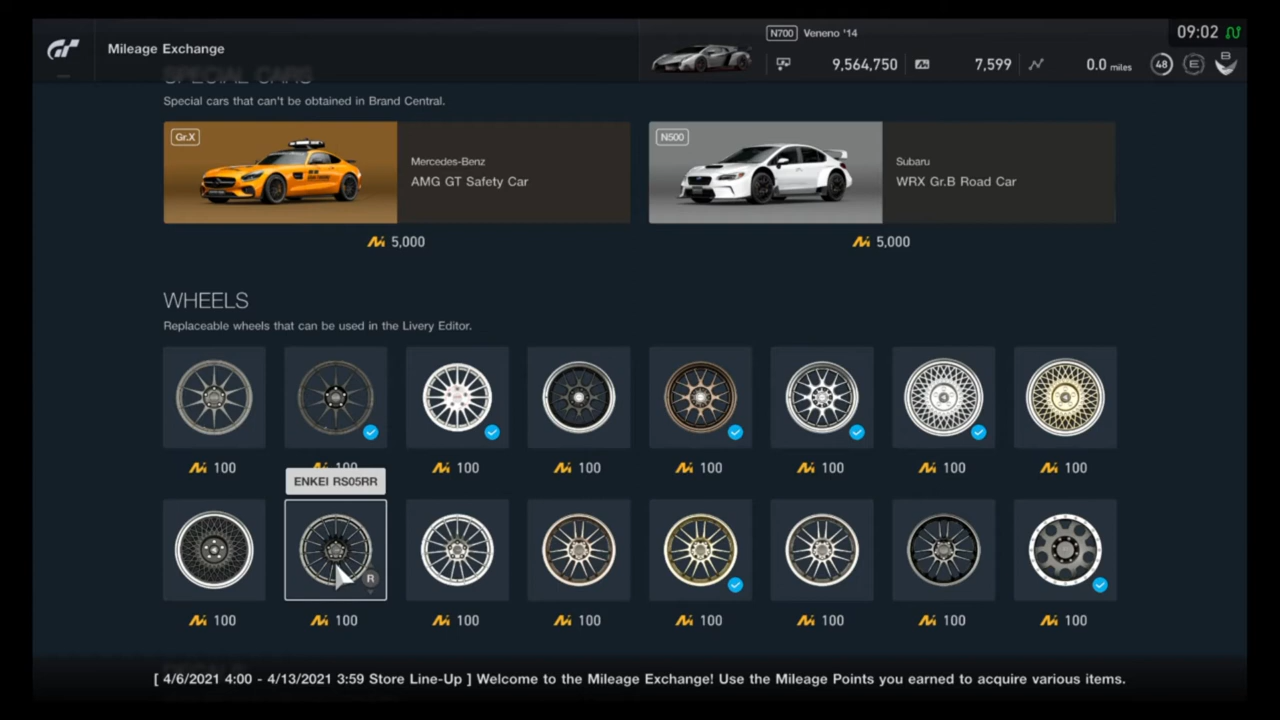 N700 Veneno '14
09:02
Mileage Exchange
9,564,750 7,599 0.0 miles 48 E B
SPECIAL CARS
Special cars that can't be obtained in Brand Central.
Gr.X
Mercedes-Benz
AMG GT Safety Car
N500
Subaru
WRX Gr.B Road Car
5,000 5,000
WHEELS
Replaceable wheels that can be used in the Livery Editor.
100 100 100 100 100 100 100 100
ENKEI RS05RR
R
100 100 100 100 100 100 100 100
[ 4/6/2021 4:00 - 4/13/2021 3:59 Store Line-Up ] Welcome to the Mileage Exchange! Use the Mileage Points you earned to acquire various items.